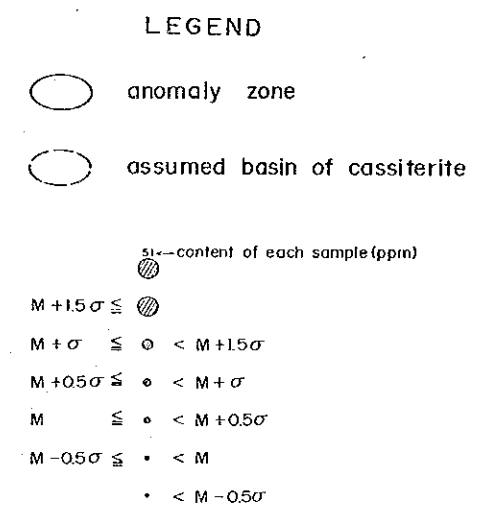 LEGEND
anomaly zone
assumed basin of cassiterite
51←content of each sample (ppm)
M+1.5σ ≦
M+σ ≦ < M+1.5σ
M+0.5σ ≦ < M+σ
M ≦ < M+0.5σ
M-0.5σ ≦ < M
< M-0.5σ